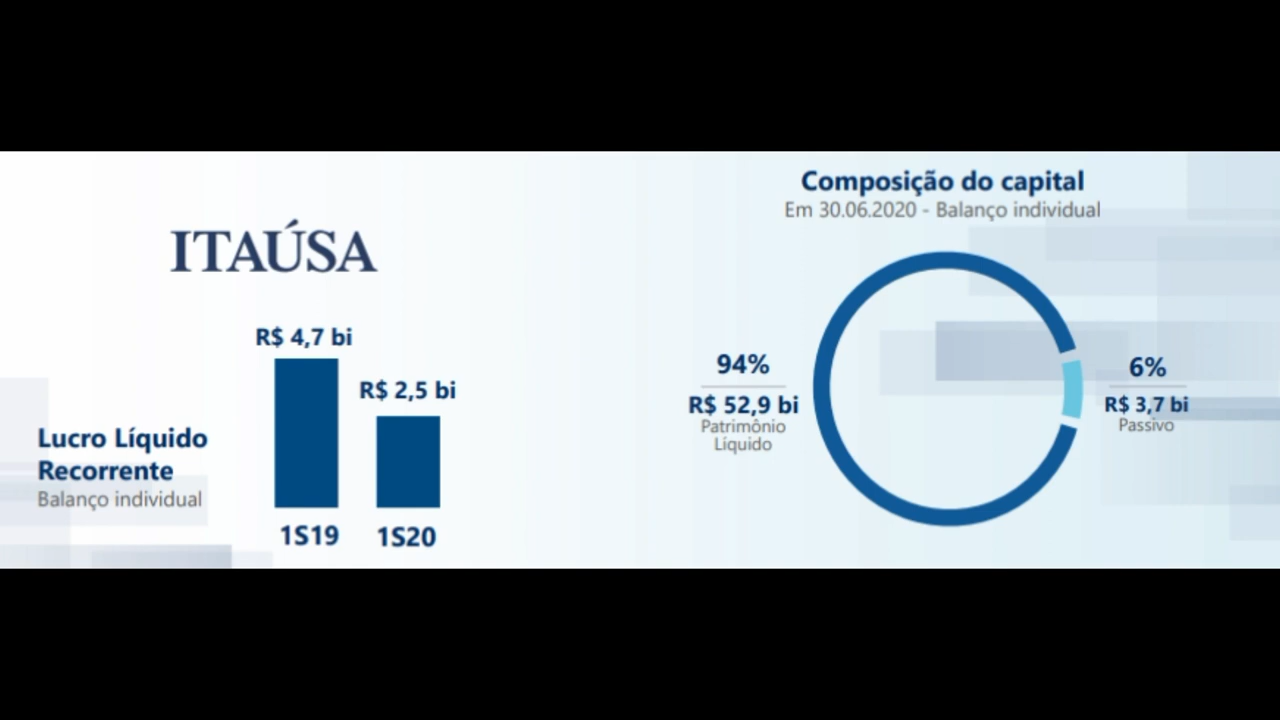 ITAÚSA
R$ 4,7 bi
R$ 2,5 bi
Lucro Líquido
Recorrente
Balanço individual
1S19
1S20
Composição do capital
Em 30.06.2020 - Balanço individual
94%
R$ 52,9 bi
Patrimônio
Líquido
6%
R$ 3,7 bi
Passivo